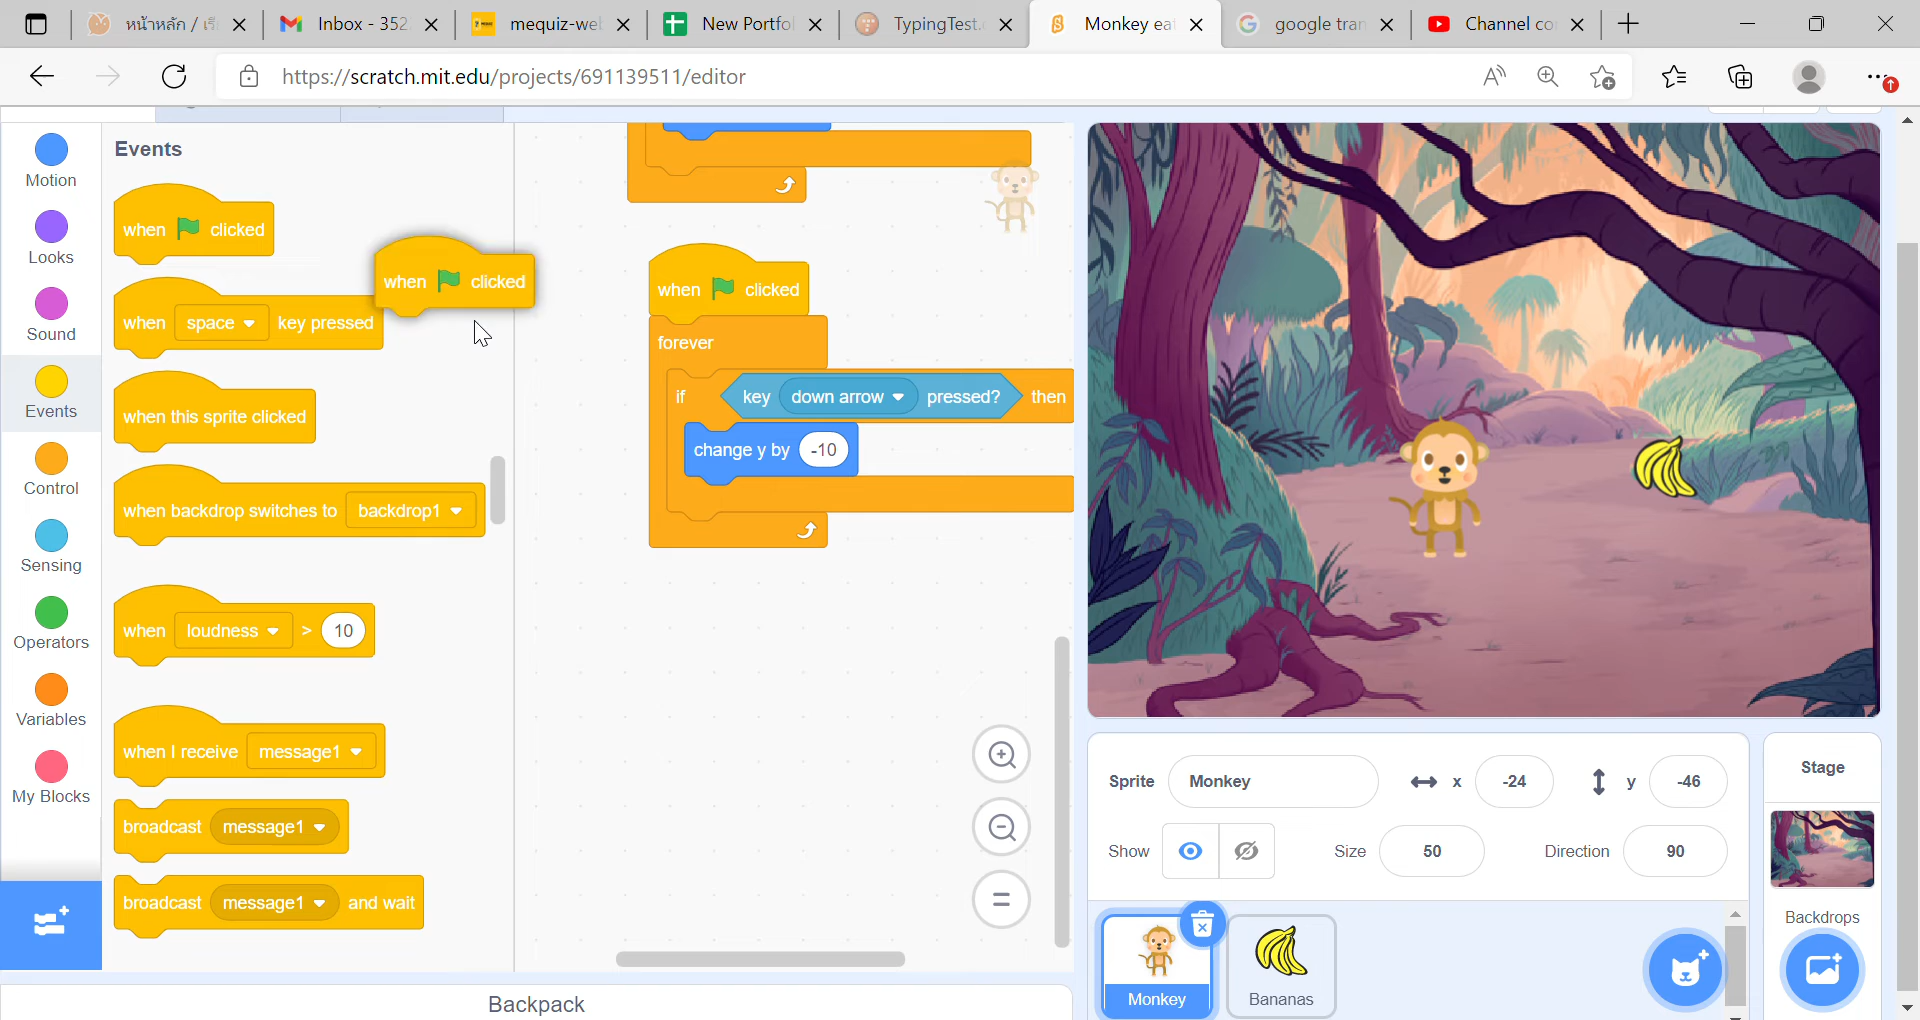 หน้าหลัก / เรี
Inbox - 352
mequiz-we
New Portfo
TypingTest.
Monkey ea
google tran
Channel co
https://scratch.mit.edu/projects/691139511/editor
Motion
Looks
Sound
Events
Control
Sensing
Operators
Variables
My Blocks
Events
when clicked
when space key pressed
when this sprite clicked
when backdrop switches to backdrop1
when loudness > 10
when I receive message1
broadcast message1
broadcast message1 and wait
when clicked
when clicked
forever
if key down arrow pressed? then
change y by -10
Backpack
Sprite Monkey x -24 y -46
Show Size 50 Direction 90
Monkey
Bananas
Stage
Backdrops